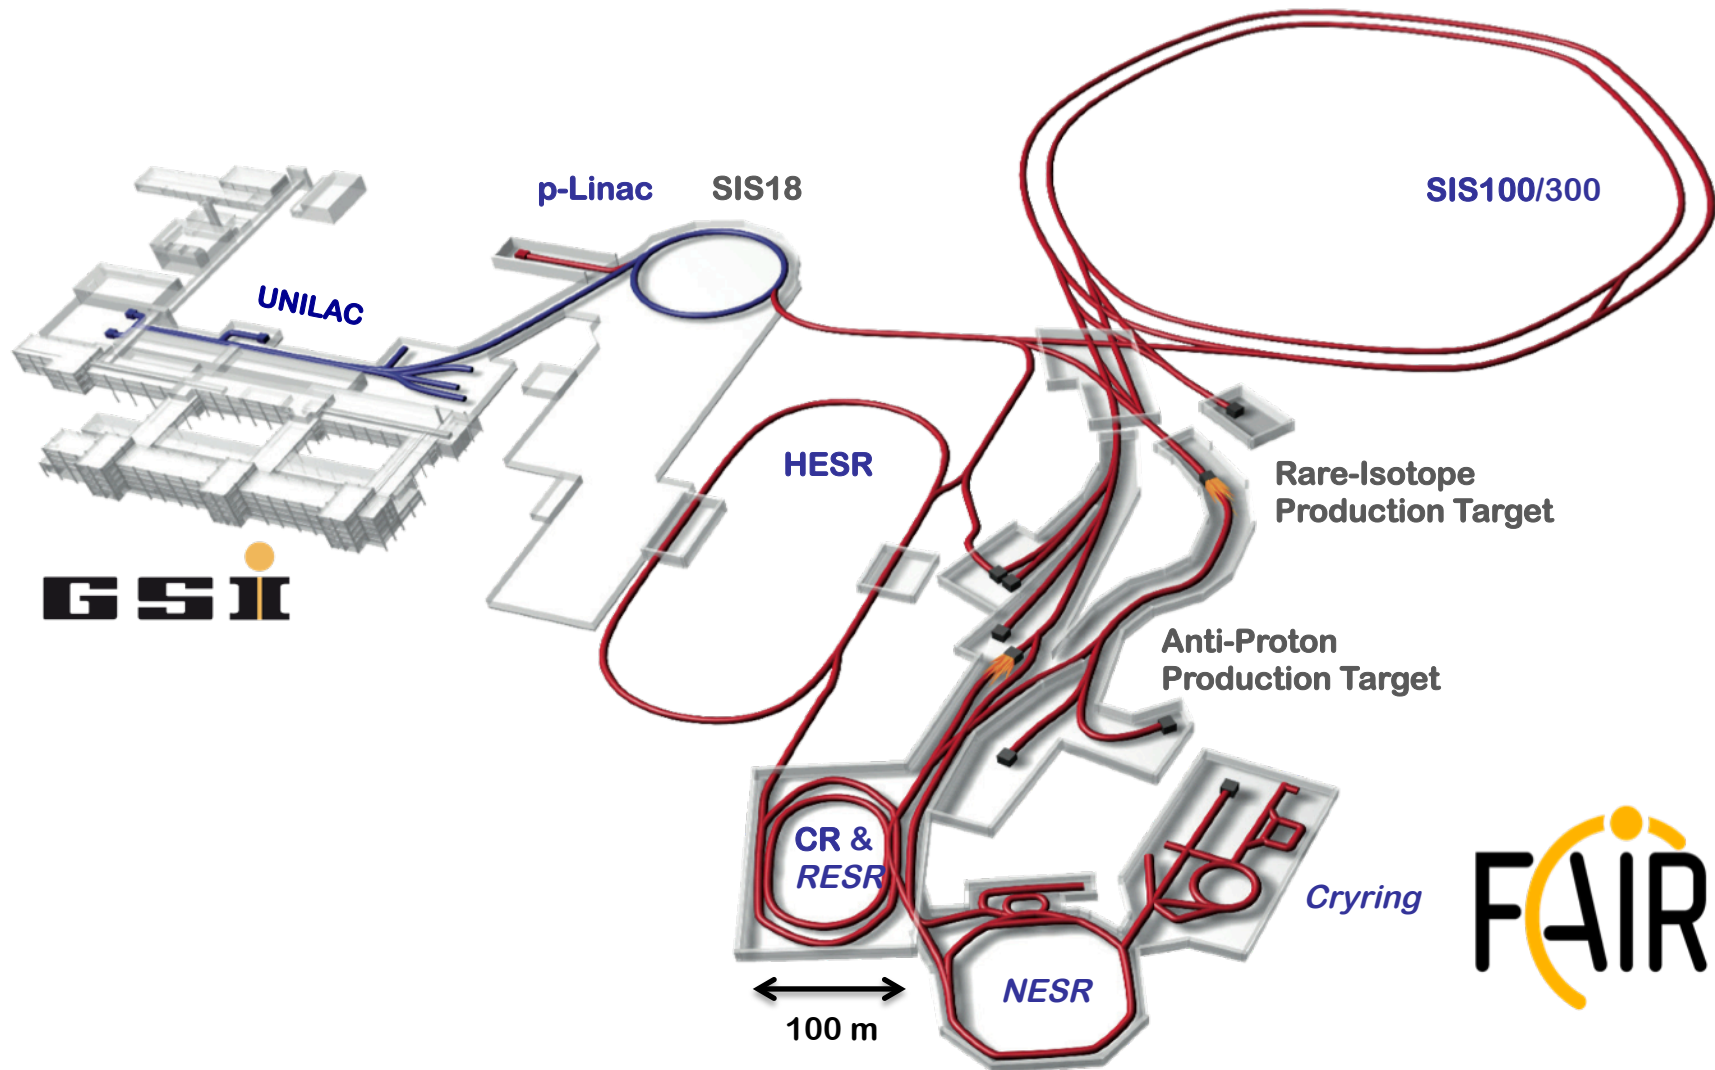 p-Linac
SIS18
SIS100/300
UNILAC
HESR
Rare-Isotope
Production Target
GSI
Anti-Proton
Production Target
CR &
RESR
Cryring
FAIR
NESR
100 m